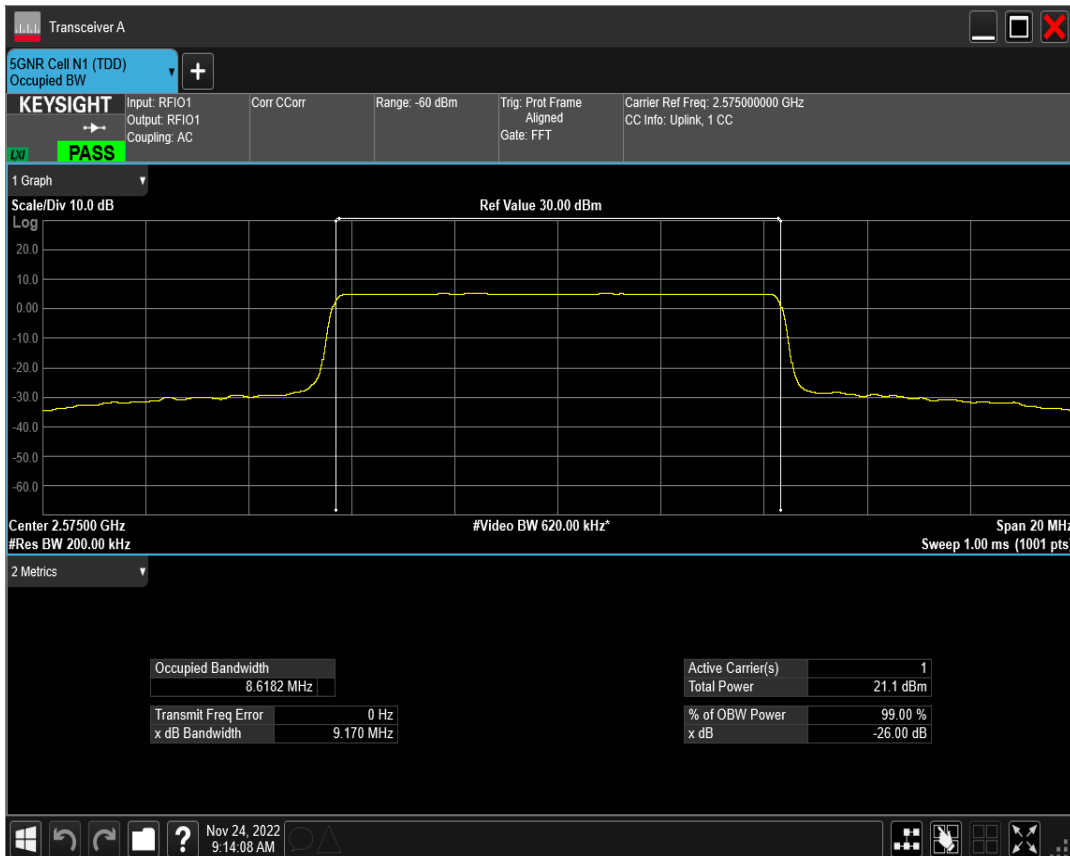 Transceiver A
5GNR Cell N1 (TDD)
Occupied BW
+
KEYSIGHT
LXI
PASS
Input: RFIO1
Output: RFIO1
Coupling: AC
Corr CCorr
Range: -60 dBm
Trig: Prot Frame
Aligned
Gate: FFT
Carrier Ref Freq: 2.575000000 GHz
CC Info: Uplink, 1 CC
1 Graph
Scale/Div 10.0 dB
Ref Value 30.00 dBm
Log
20.0
10.0
0.00
-10.0
-20.0
-30.0
-40.0
-50.0
-60.0
Center 2.57500 GHz
#Video BW 620.00 kHz*
Span 20 MHz
#Res BW 200.00 kHz
Sweep 1.00 ms (1001 pts)
2 Metrics
Occupied Bandwidth
8.6182 MHz
Transmit Freq Error 0 Hz
x dB Bandwidth 9.170 MHz
Active Carrier(s) 1
Total Power 21.1 dBm
% of OBW Power 99.00 %
x dB -26.00 dB
?
Nov 24, 2022
9:14:08 AM